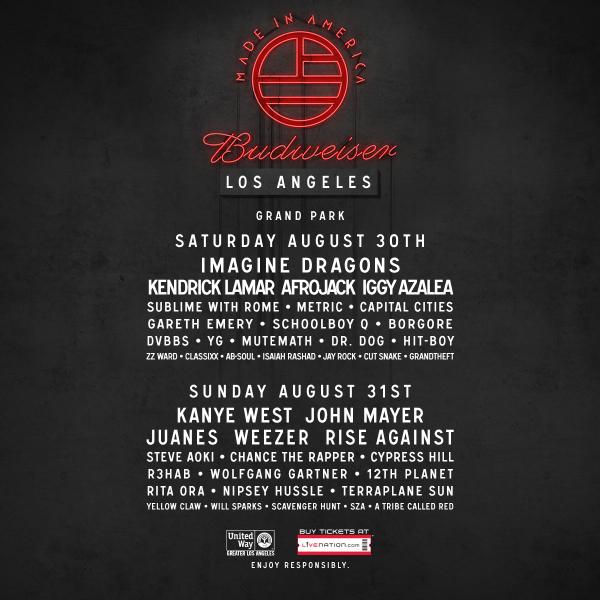 MADE IN AMERICA
Budweiser
LOS ANGELES
GRAND PARK
SATURDAY AUGUST 30TH
IMAGINE DRAGONS
KENDRICK LAMAR AFROJACK IGGY AZALEA
SUBLIME WITH ROME • METRIC • CAPITAL CITIES
GARETH EMERY • SCHOOLBOY Q • BORGORE
DVBBS • YG • MUTEMATH • DR. DOG • HIT-BOY
ZZ WARD • CLASSIXX • AB-SOUL • ISAIAH RASHAD • JAY ROCK • CUT SNAKE • GRANDTHEFT
SUNDAY AUGUST 31ST
KANYE WEST JOHN MAYER
JUANES WEEZER RISE AGAINST
STEVE AOKI • CHANCE THE RAPPER • CYPRESS HILL
R3HAB • WOLFGANG GARTNER • 12TH PLANET
RITA ORA • NIPSEY HUSSLE • TERRAPLANE SUN
YELLOW CLAW • WILL SPARKS • SCAVENGER HUNT • SZA • A TRIBE CALLED RED
United
Way
GREATER LOS ANGELES
BUY TICKETS AT
LIVENATION.com
ENJOY RESPONSIBLY.